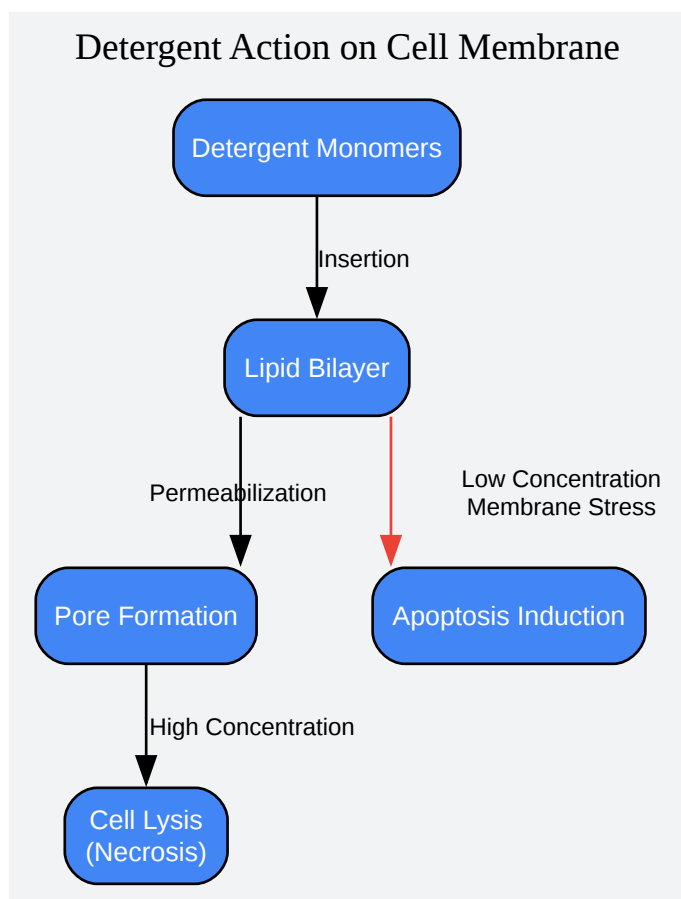 Detergent Action on Cell Membrane
Detergent Monomers
Insertion
Lipid Bilayer
Permeabilization
Low Concentration
Membrane Stress
Pore Formation
Apoptosis Induction
High Concentration
Cell Lysis
(Necrosis)